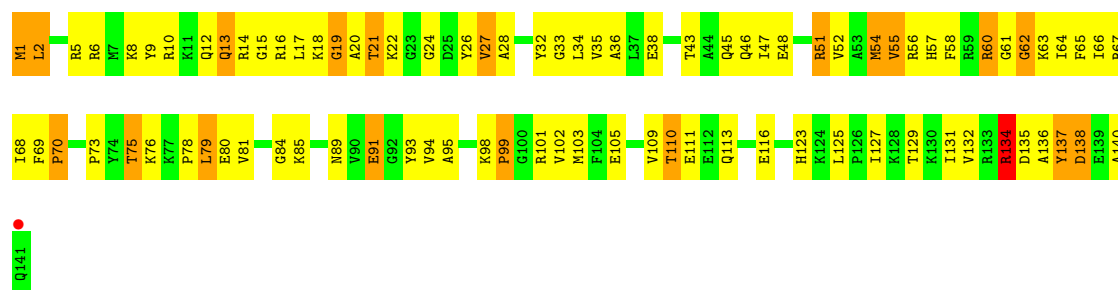 M1 L2 R5 R6 M7 K8 Y9 R10 K11 Q12 Q13 R14 G15 R16 L17 K18 G19 A20 T21 K22 G23 G24 D25 Y26 V27 A28 Y32 G33 L34 V35 A36 L37 E38 T43 A44 Q45 Q46 I47 E48 R51 V52 A53 M54 V55 R56 H57 F58 R59 R60 G61 G62 K63 I64 F65 I66 R67
I68 F69 P70 P73 Y74 T75 K76 K77 P78 L79 E80 V81 G84 K85 N89 V90 E91 G92 Y93 V94 A95 K98 P99 G100 R101 V102 M103 F104 E105 V109 T110 E111 E112 Q113 E116 H123 K124 L125 P126 I127 K128 T129 K130 I131 V132 R133 R134 D135 A136 Y137 D138 E139 A140
Q141